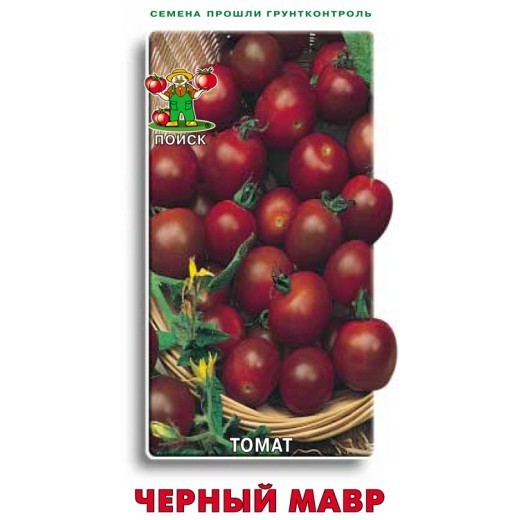 СЕМЕНА ПРОШЛИ ГРУНТКОНТРОЛЬ
ПОИСК
ТОМАТ
ЧЕРНЫЙ МАВР